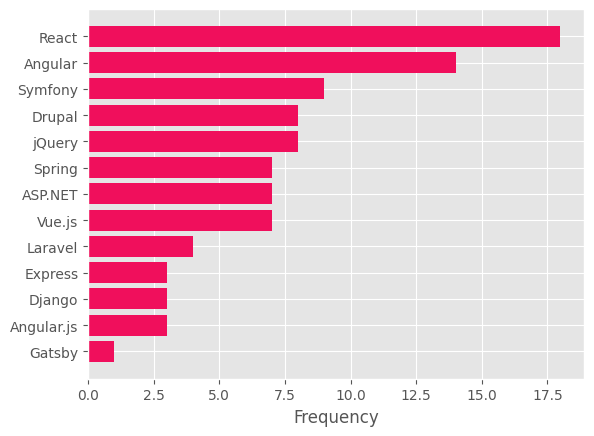 React
Angular
Symfony
Drupal
jQuery
Spring
ASP.NET
Vue.js
Laravel
Express
Django
Angular.js
Gatsby
0.0 2.5 5.0 7.5 10.0 12.5 15.0 17.5
Frequency